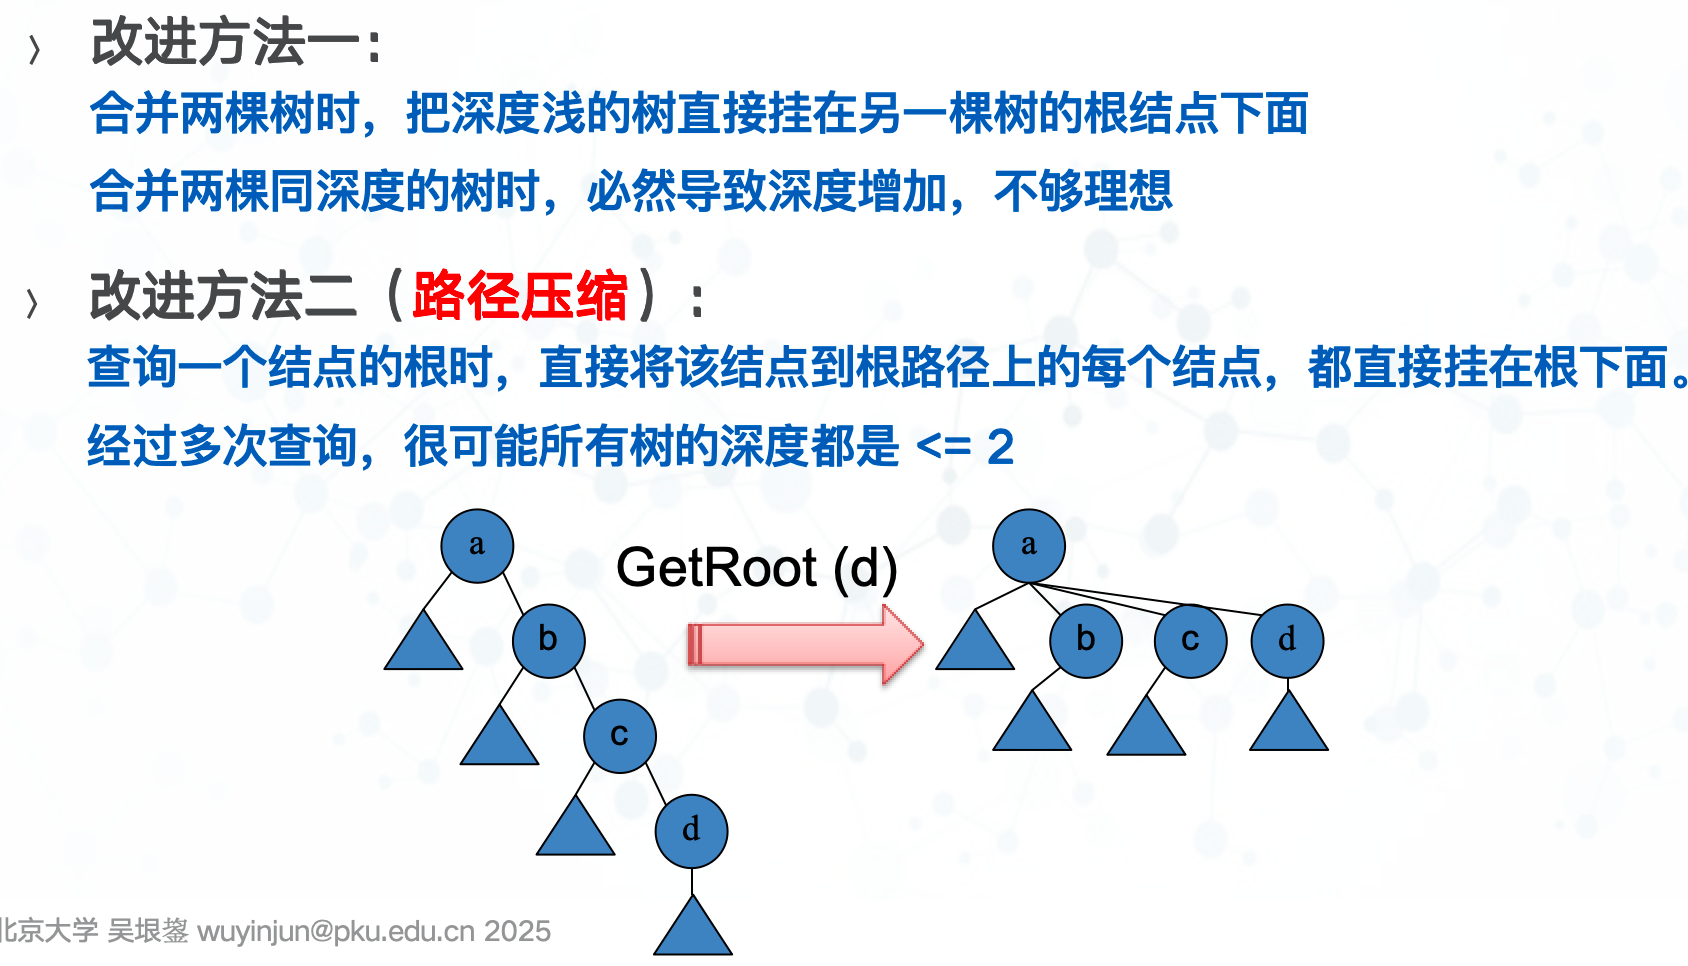 〉 改进方法一：
合并两棵树时，把深度浅的树直接挂在另一棵树的根结点下面
合并两棵同深度的树时，必然导致深度增加，不够理想
〉 改进方法二（路径压缩）：
查询一个结点的根时，直接将该结点到根路径上的每个结点，都直接挂在根下面。
经过多次查询，很可能所有树的深度都是 <= 2
a
GetRoot (d)
a
b
b
c
d
c
d
北京大学 吴垠鋆 wuyinjun@pku.edu.cn 2025